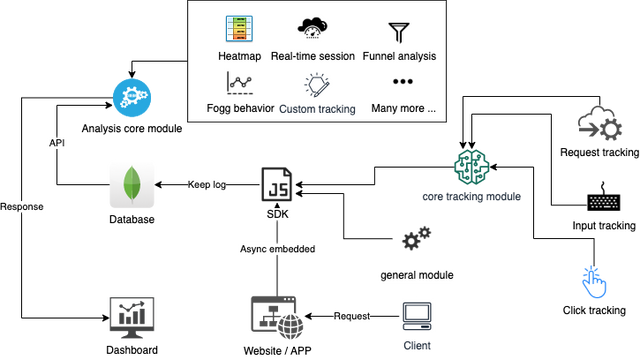 Heatmap
Real-time session
Funnel analysis
Fogg behavior
Custom tracking
Many more ...
Analysis core module
API
Request tracking
core tracking module
Keep log
JS
SDK
Database
Response
Input tracking
Async embedded
general module
Click tracking
Request
Dashboard
Website / APP
Client